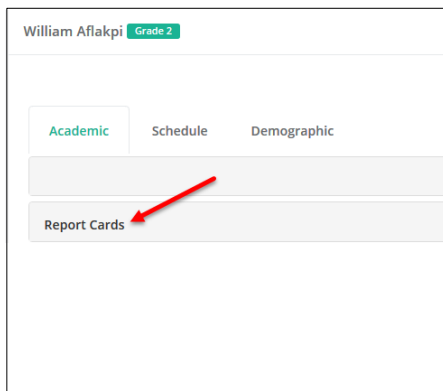 William Aflakpi Grade 2
Academic Schedule Demographic
Report Cards